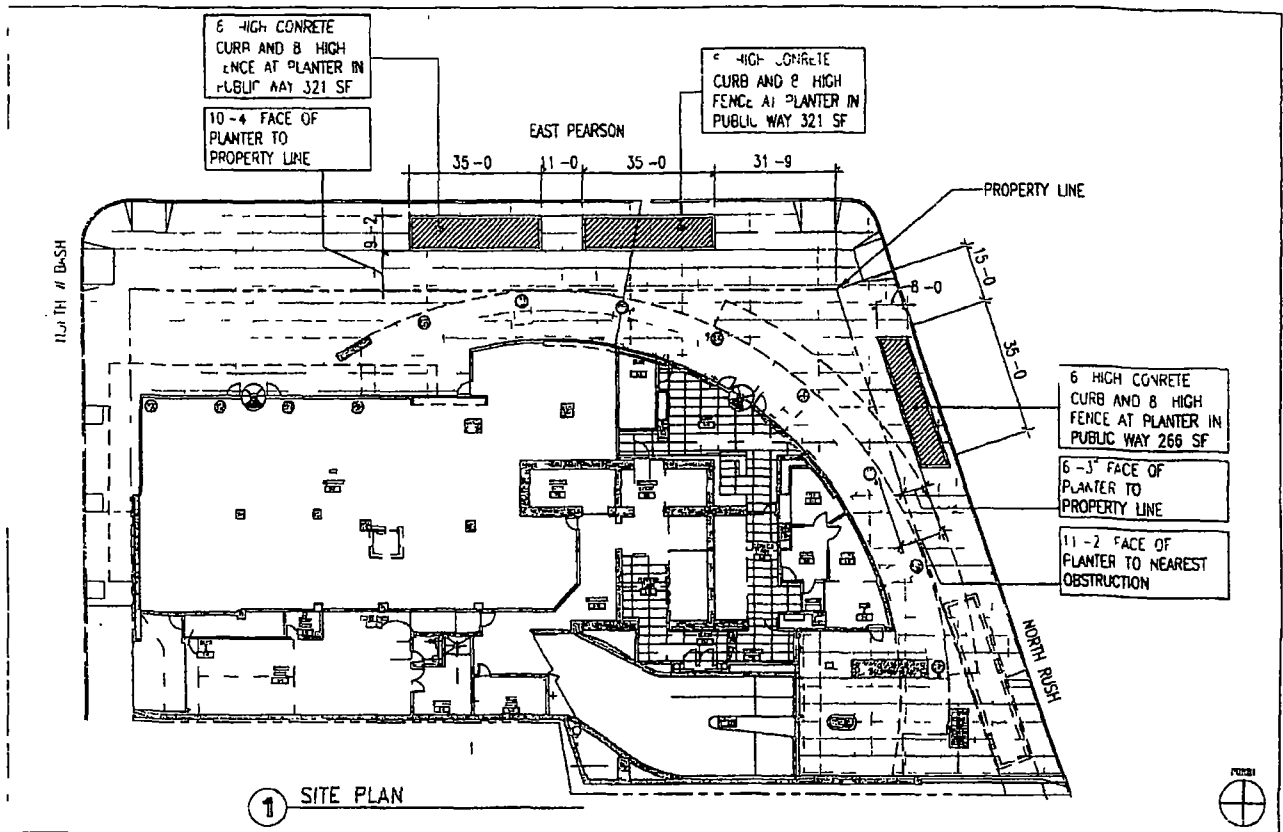 6 HIGH CONRETE
CURB AND 8 HIGH
FENCE AT PLANTER IN
PUBLIC WAY 321 SF
10-4 FACE OF
PLANTER TO
PROPERTY LINE
HIGH CONRETE
CURB AND 8 HIGH
FENCE AT PLANTER IN
PUBLIC WAY 321 SF
EAST PEARSON
35-0
11-0
35-0
31-9
PROPERTY LINE
9-2
15-0
8-0
35-0
6 HIGH CONRETE
CURB AND 8 HIGH
FENCE AT PLANTER IN
PUBLIC WAY 266 SF
6-3" FACE OF
PLANTER TO
PROPERTY LINE
11-2 FACE OF
PLANTER TO NEAREST
OBSTRUCTION
NORTH RUSH
1 SITE PLAN